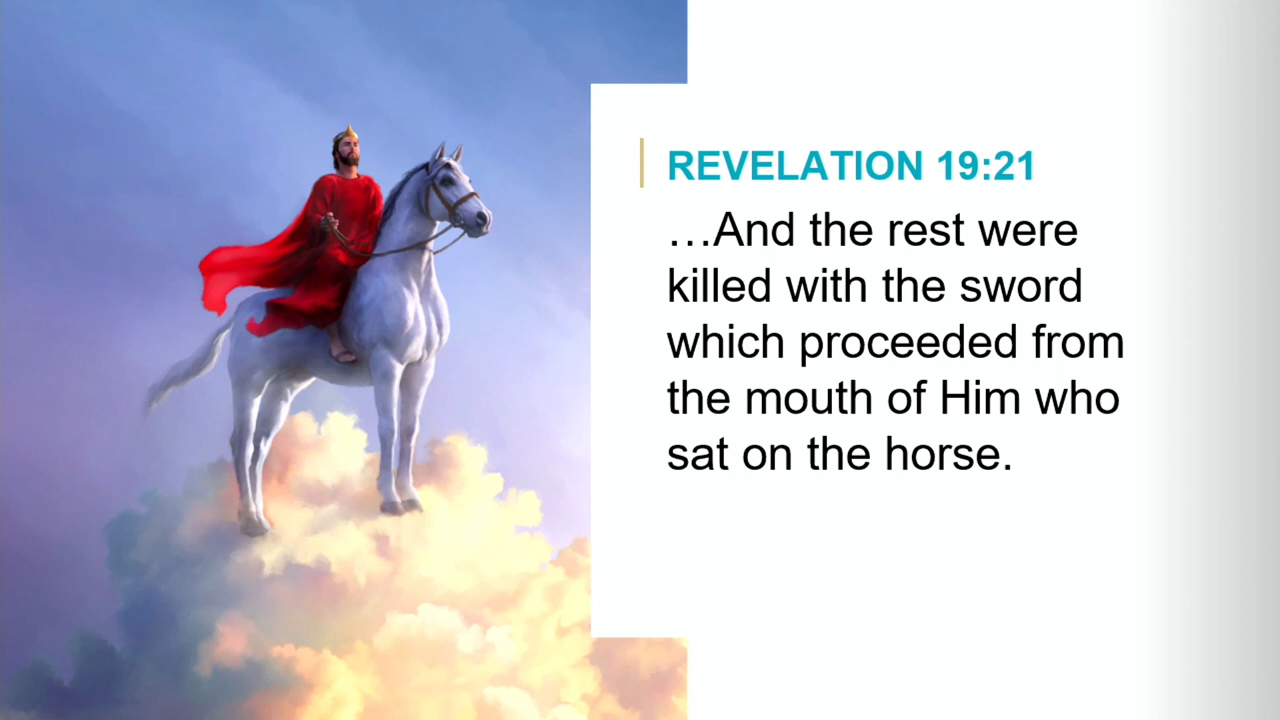 REVELATION 19:21
…And the rest were
killed with the sword
which proceeded from
the mouth of Him who
sat on the horse.